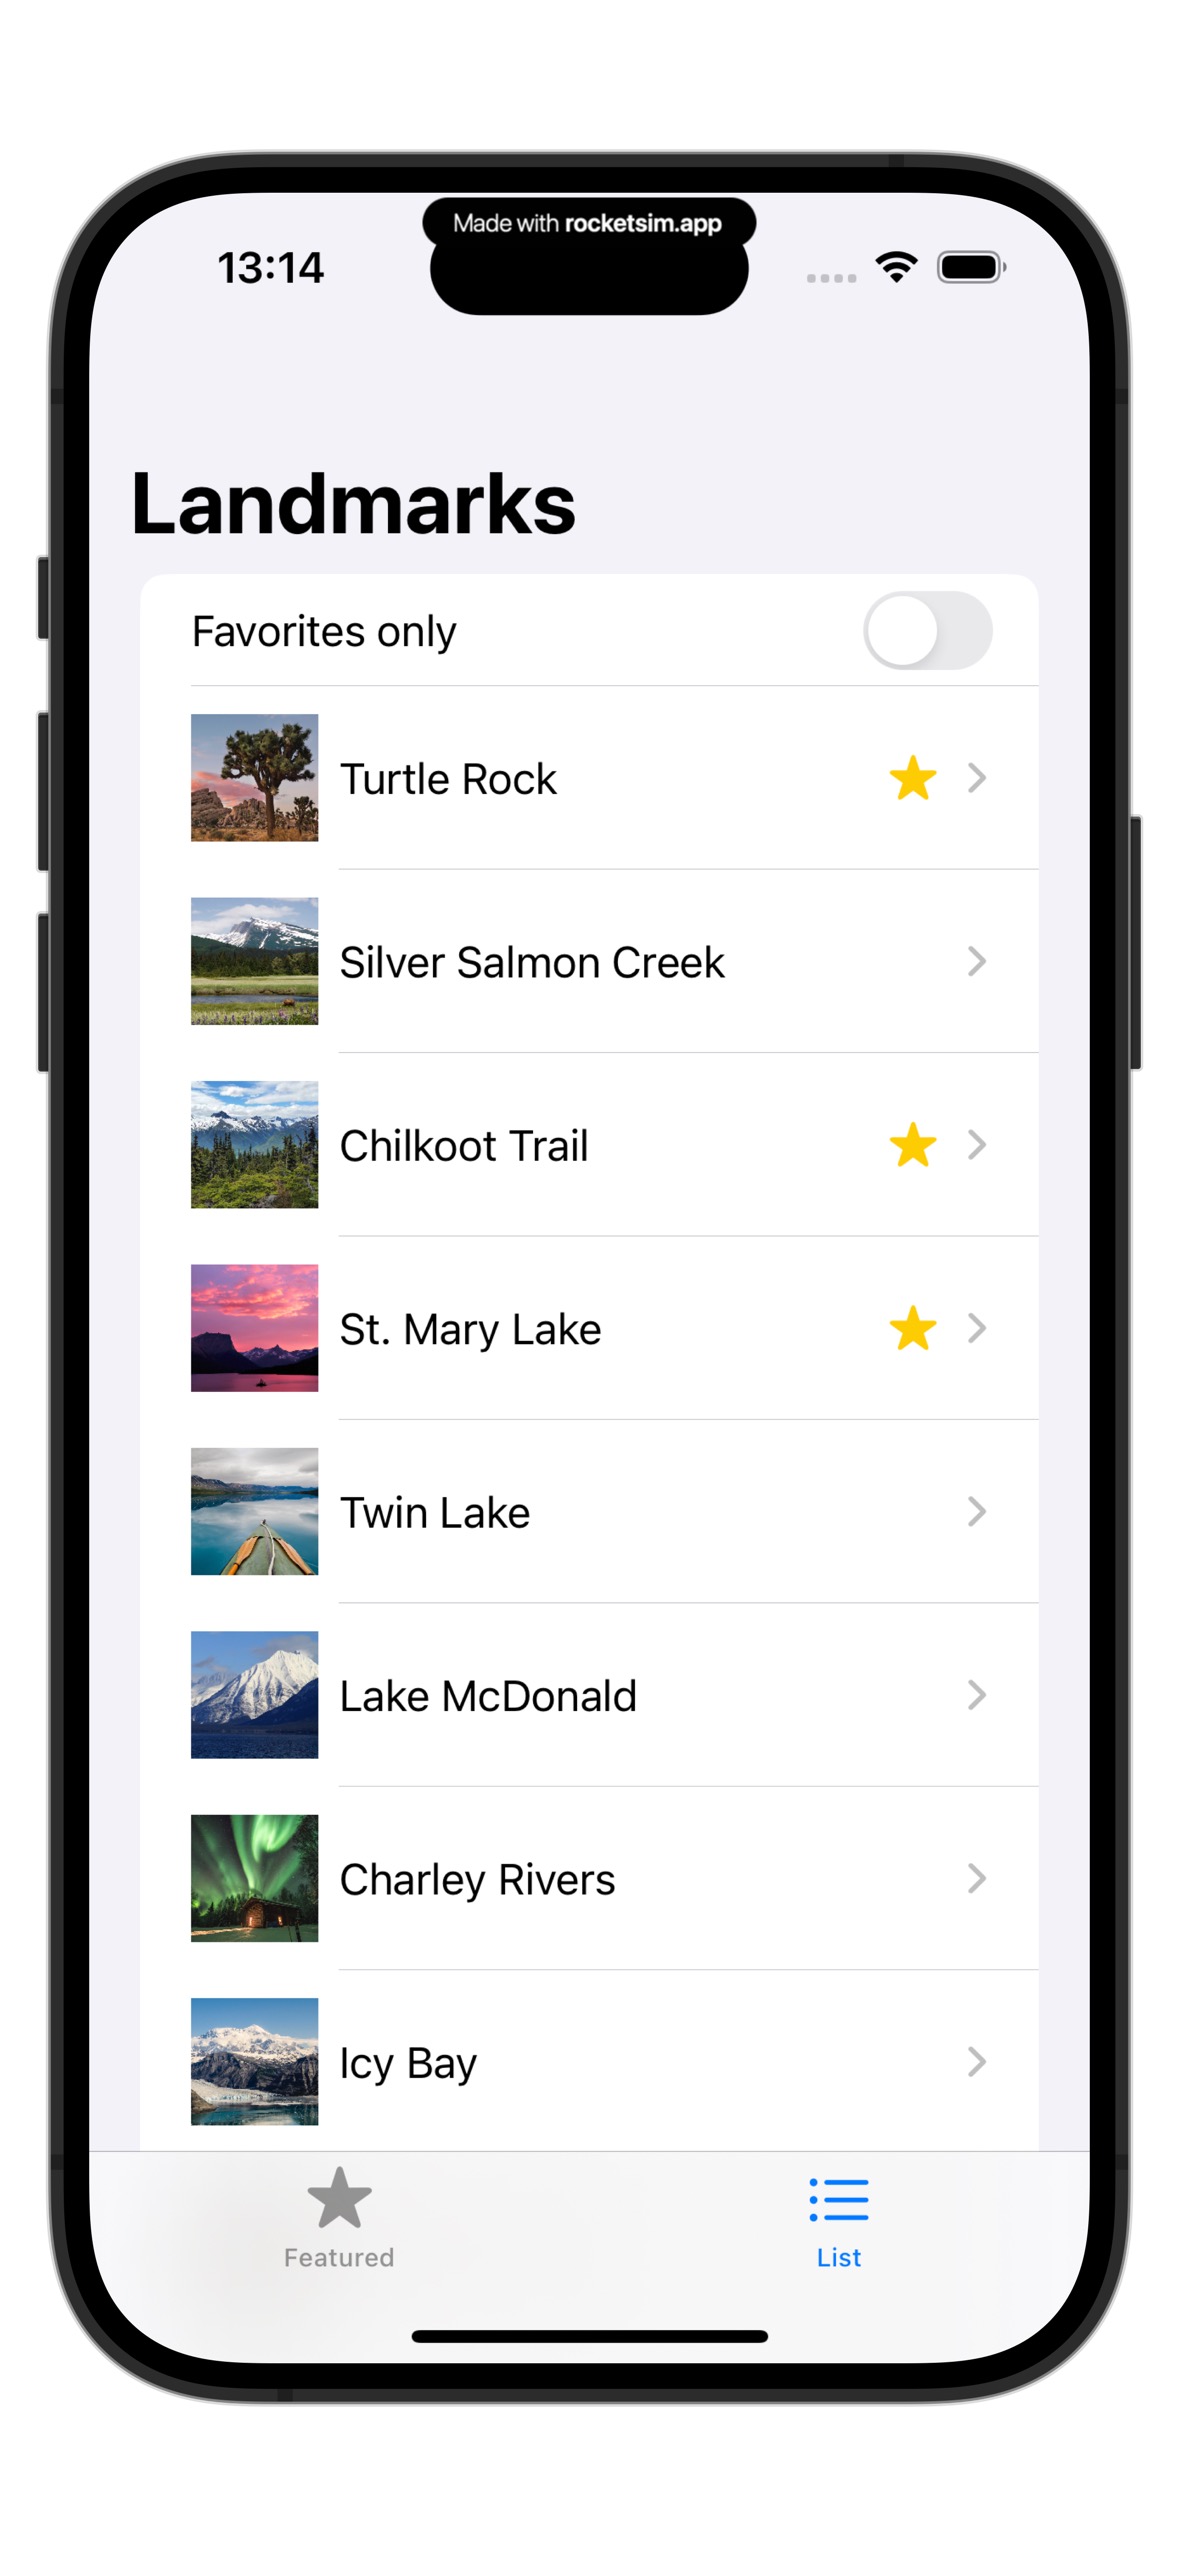 Made with rocketsim.app
13:14
Landmarks
Favorites only
Turtle Rock
Silver Salmon Creek
Chilkoot Trail
St. Mary Lake
Twin Lake
Lake McDonald
Charley Rivers
Icy Bay
Featured
List